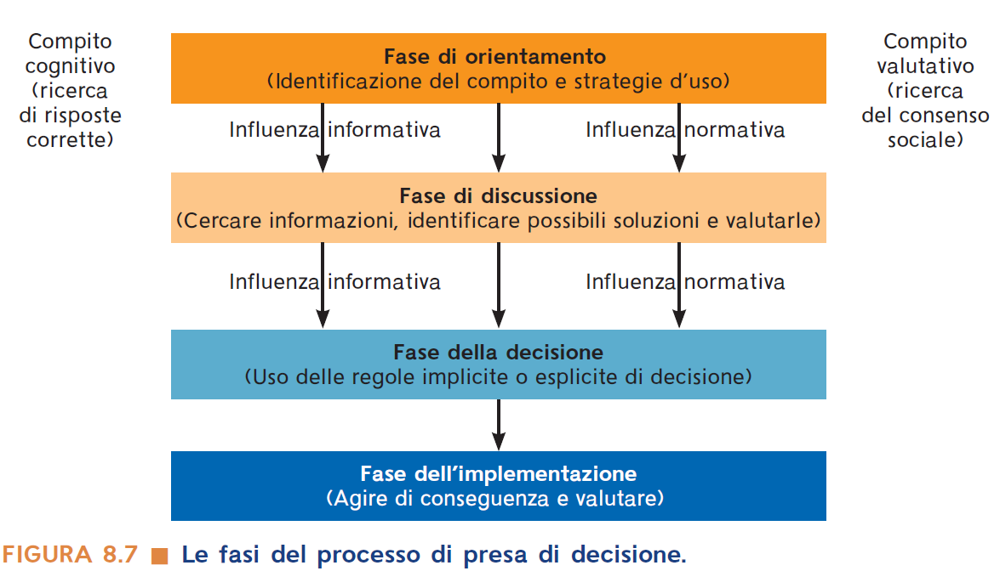 Compito
cognitivo
(ricerca
di risposte
corrette)
Fase di orientamento
(Identificazione del compito e strategie d'uso)
Compito
valutativo
(ricerca
del consenso
sociale)
Influenza informativa
Influenza normativa
Fase di discussione
(Cercare informazioni, identificare possibili soluzioni e valutarle)
Influenza informativa
Influenza normativa
Fase della decisione
(Uso delle regole implicite o esplicite di decisione)
Fase dell'implementazione
(Agire di conseguenza e valutare)
FIGURA 8.7 ■ Le fasi del processo di presa di decisione.